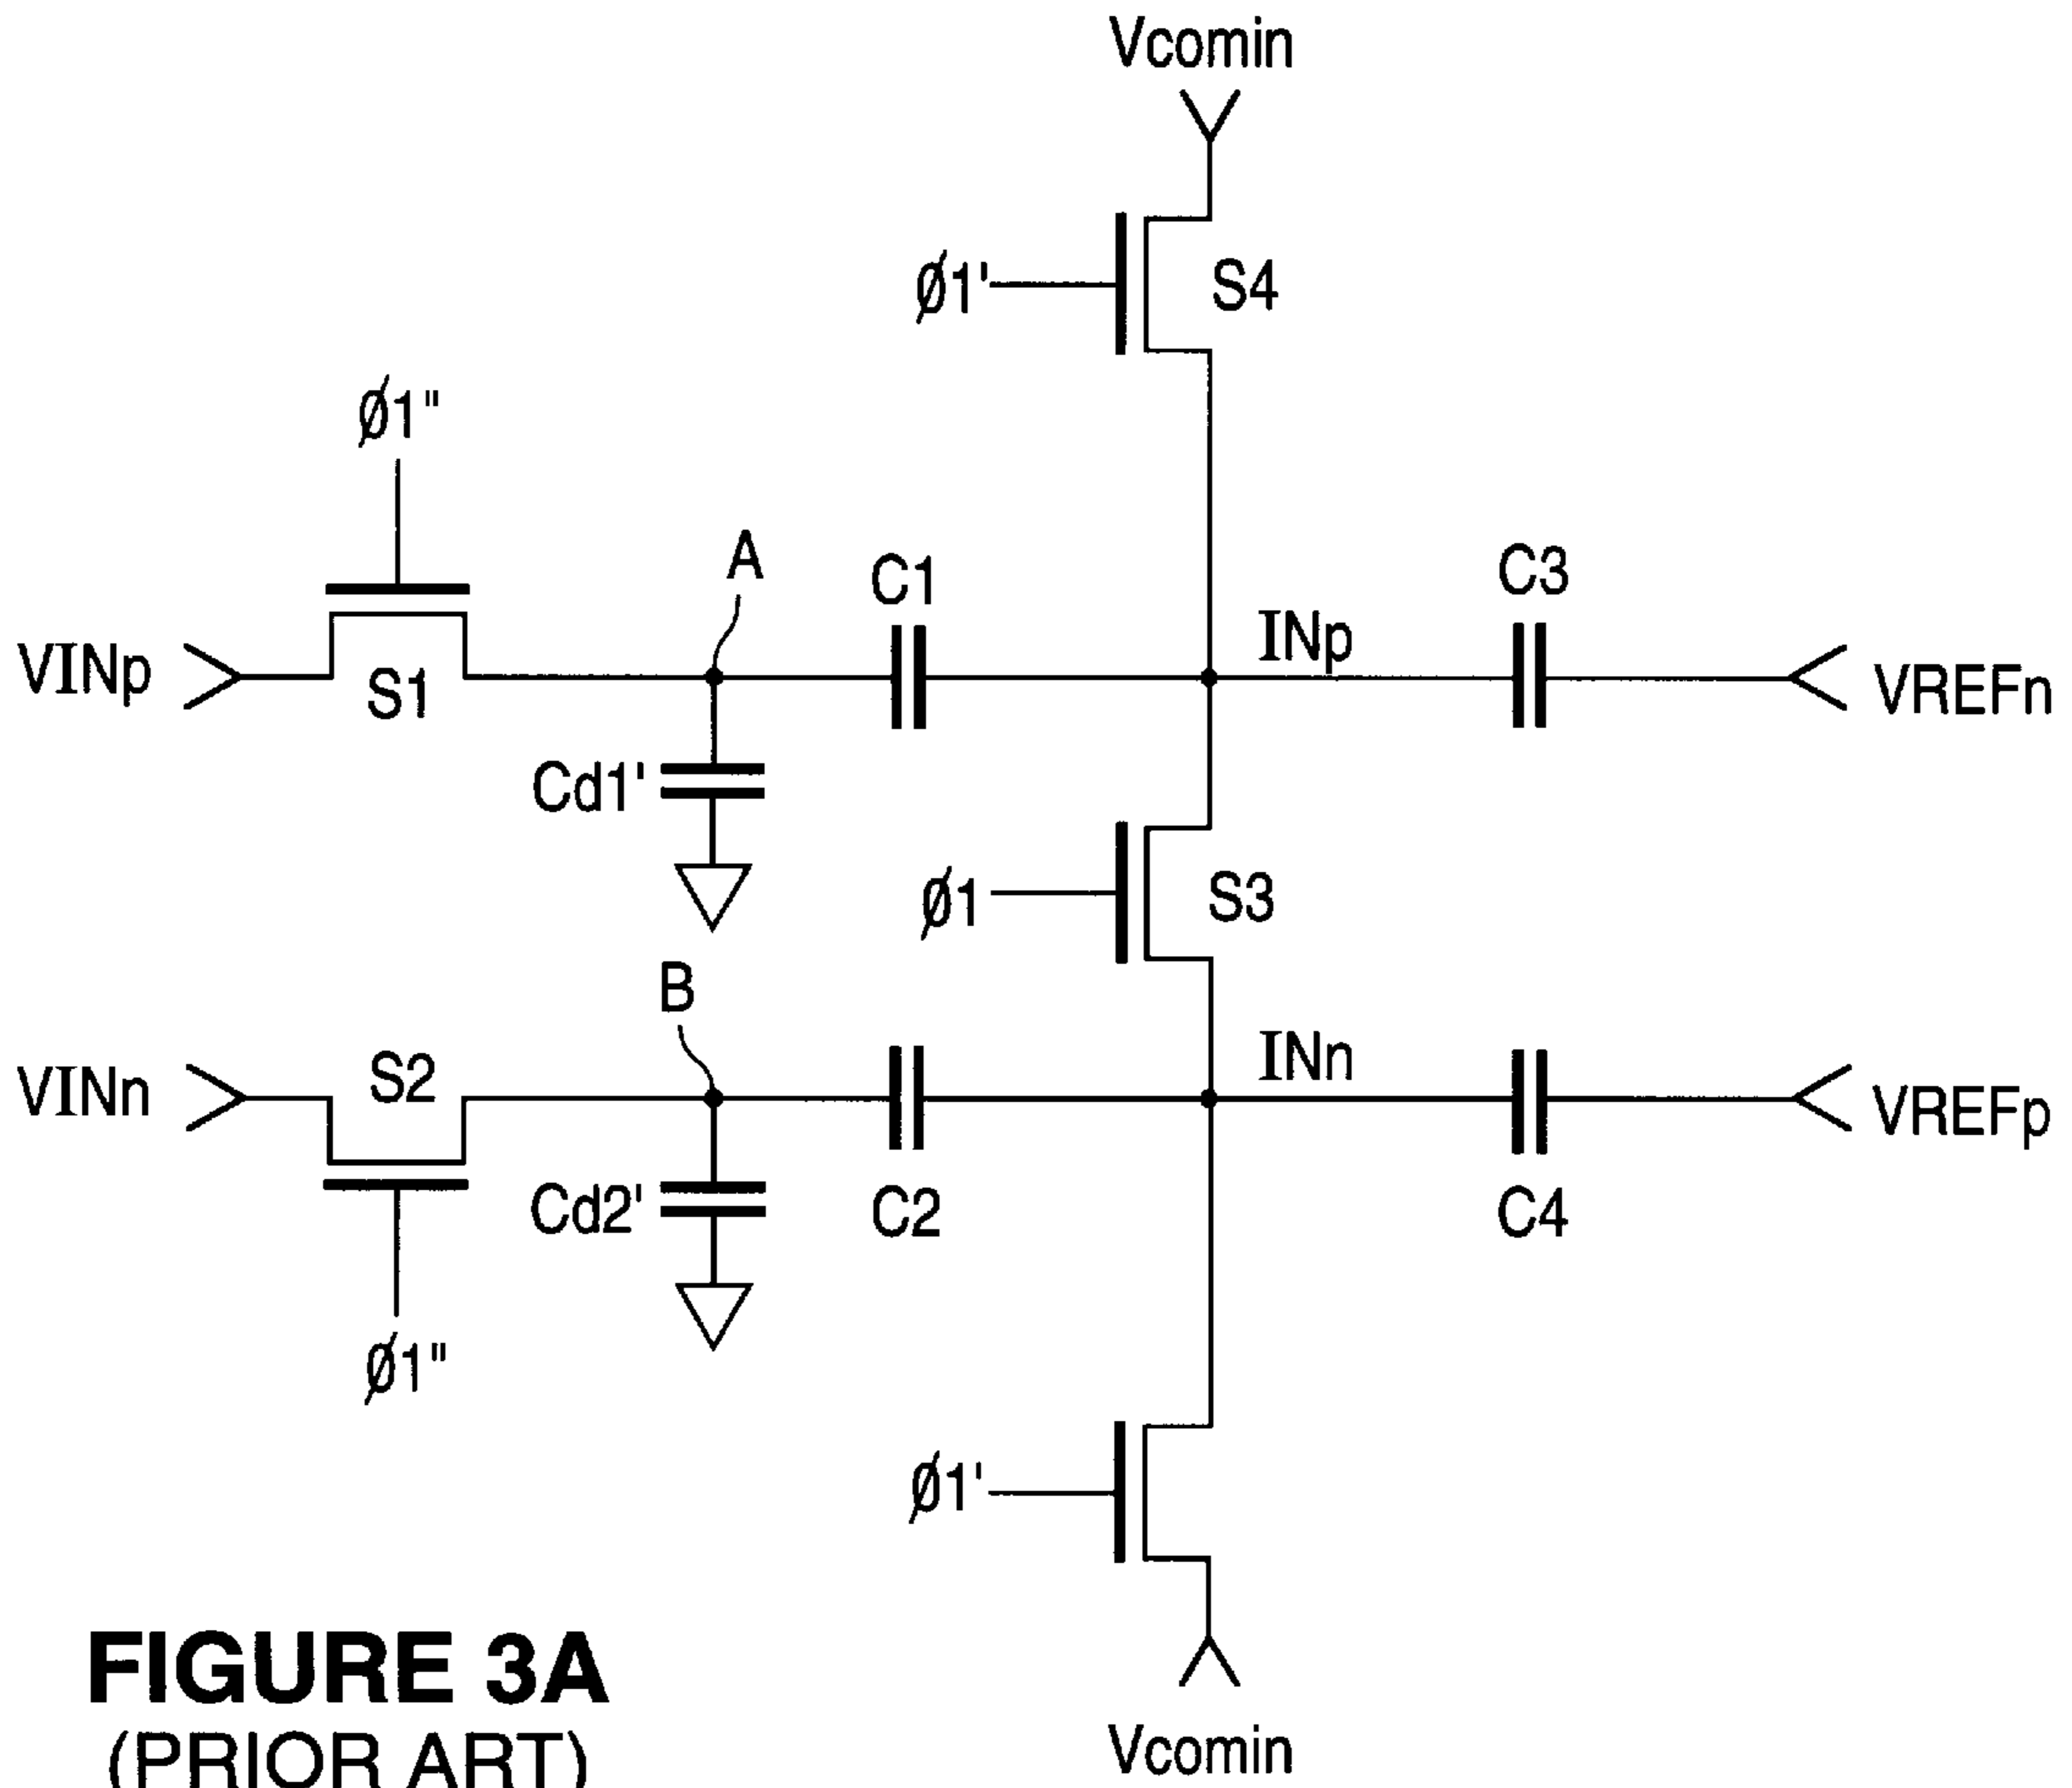 Vcomin
Ø1' S4
Ø1"
A
C1 C3
INp
VINp S1 VREFn
Cd1'
Ø1 S3
B
INn
VINn S2 VREFp
Cd2' C2 C4
Ø1"
Ø1'
FIGURE 3A
(PRIOR ART)
Vcomin